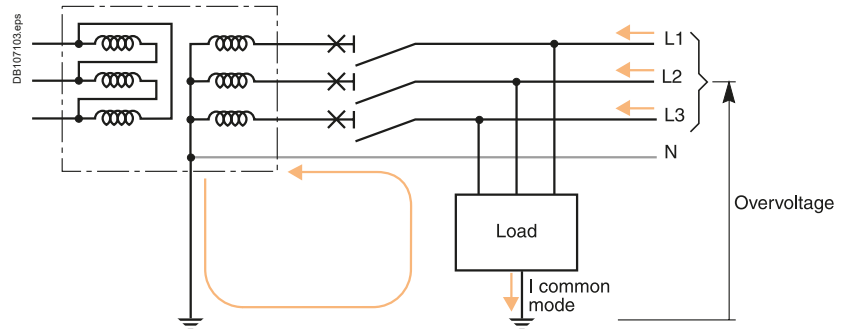 DB107103.eps
L1
L2
L3
N
Overvoltage
Load
I common
mode